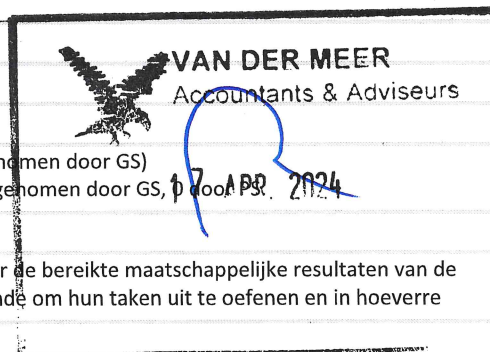 VAN DER MEER
Accountants & Adviseurs
nomen door GS)
genomen door GS, 0 door PS.
17 APR. 2024
r de bereikte maatschappelijke resultaten van de
nde om hun taken uit te oefenen en in hoeverre